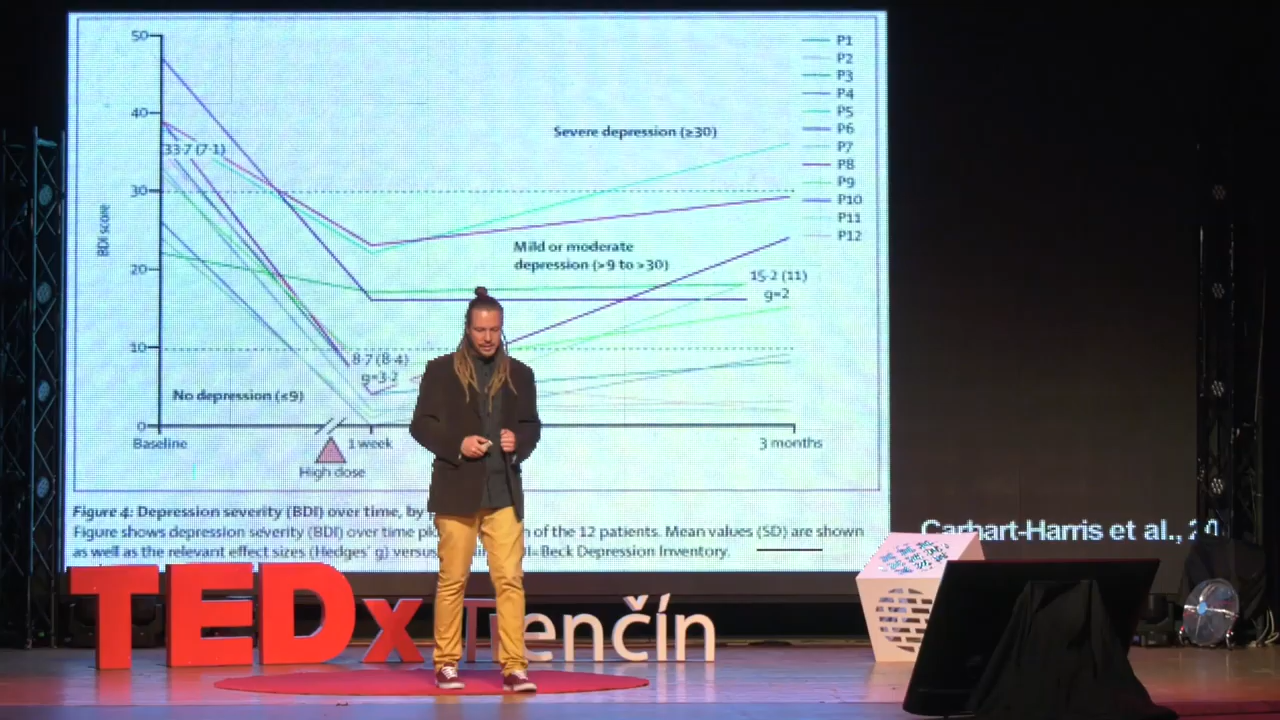 50
40
30
20
10
0
BDI score
33·7 (7·1)
Severe depression (≥30)
Mild or moderate
depression (>9 to >30)
15·2 (11)
g=2
8·7 (8·4)
g=3·2
No depression (≤9)
Baseline
1 week
3 months
High dose
P1
P2
P3
P4
P5
P6
P7
P8
P9
P10
P11
P12
Figure 4: Depression severity (BDI) over time, by
Figure shows depression severity (BDI) over time of the 12 patients. Mean values (SD) are shown
as well as the relevant effect sizes (Hedges' g) Beck Depression Inventory.
Carhart-Harris et al.,
TEDx Trenčín